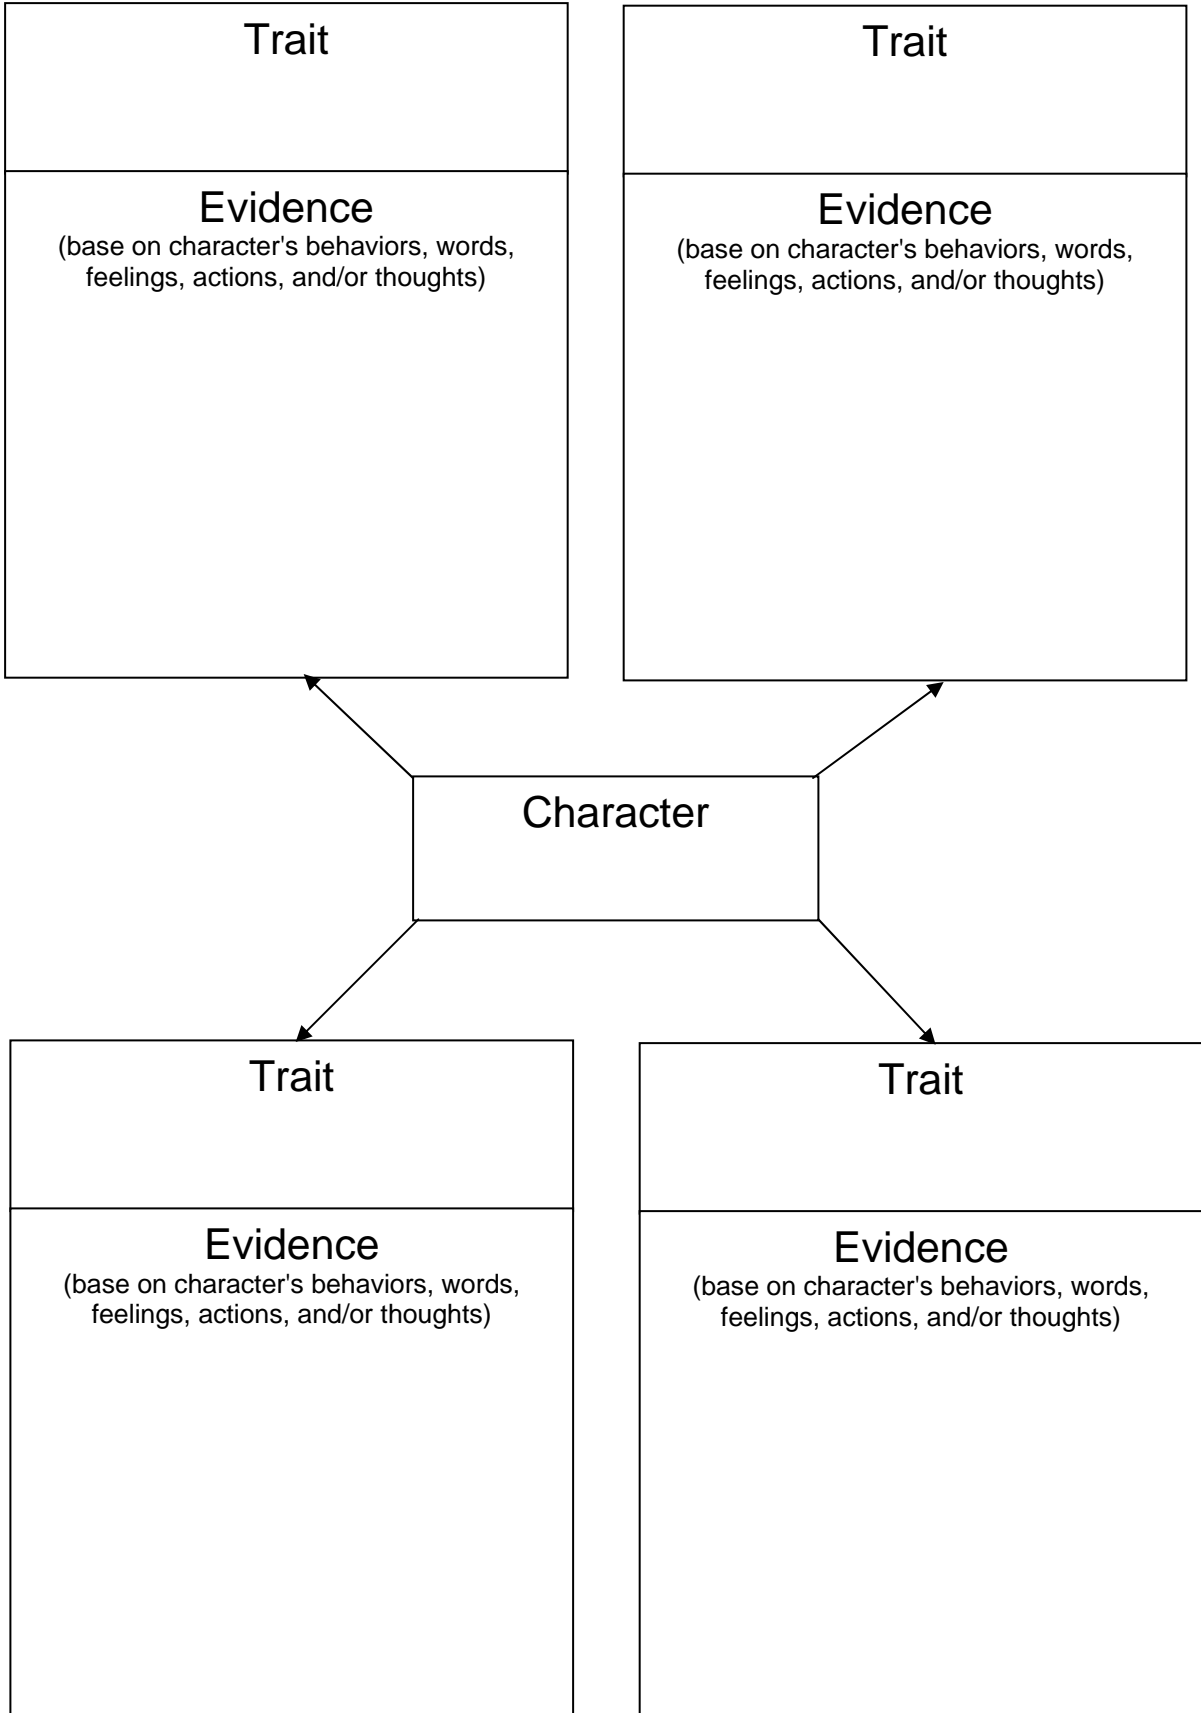 Trait
Evidence
(base on character's behaviors, words,
feelings, actions, and/or thoughts)
Trait
Evidence
(base on character's behaviors, words,
feelings, actions, and/or thoughts)
Character
Trait
Evidence
(base on character's behaviors, words,
feelings, actions, and/or thoughts)
Trait
Evidence
(base on character's behaviors, words,
feelings, actions, and/or thoughts)